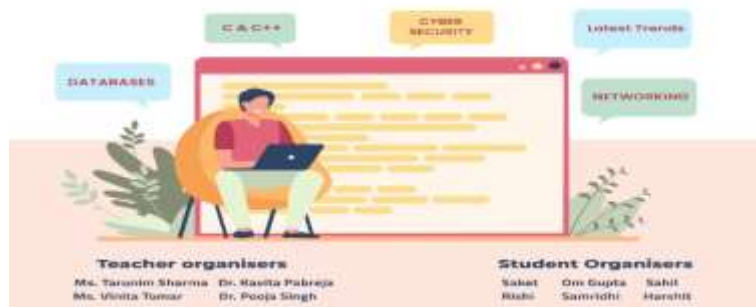 C & C++
CYBER
SECURITY
Latest Trends
DATABASES
NETWORKING
Teacher organisers
Ms. Tarunim Sharma Dr. Kavita Pabreja
Ms. Vinita Tomar Dr. Pooja Singh
Student Organisers
Saket Om Gupta Sahil
Rishi Samridhi Harshit